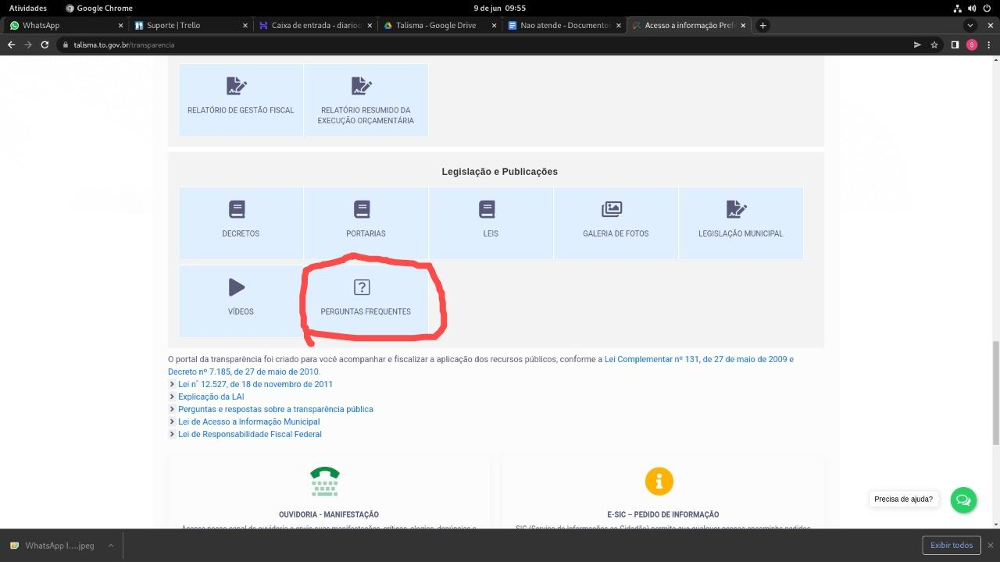 Atividades
Google Chrome
9 de jun 09:55
WhatsApp
Suporte | Trello
Caixa de entrada - diario
Talisma - Google Drive
Nao atende - Documentos
Acesso a informação Pref
talisma.to.gov.br/transparencia
S
RELATÓRIO DE GESTÃO FISCAL
RELATÓRIO RESUMIDO DA
EXECUÇÃO ORÇAMENTÁRIA
Legislação e Publicações
DECRETOS
PORTARIAS
LEIS
GALERIA DE FOTOS
LEGISLAÇÃO MUNICIPAL
VÍDEOS
PERGUNTAS FREQUENTES
O portal da transparência foi criado para você acompanhar e fiscalizar a aplicação dos recursos públicos, conforme a Lei Complementar nº 131, de 27 de maio de 2009 e
Decreto nº 7.185, de 27 de maio de 2010.
Lei n° 12.527, de 18 de novembro de 2011
Explicação da LAI
Perguntas e respostas sobre a transparência pública
Lei de Acesso a Informação Municipal
Lei de Responsabilidade Fiscal Federal
OUVIDORIA - MANIFESTAÇÃO
E-SIC – PEDIDO DE INFORMAÇÃO
Precisa de ajuda?
WhatsApp I....jpeg
Exibir todos